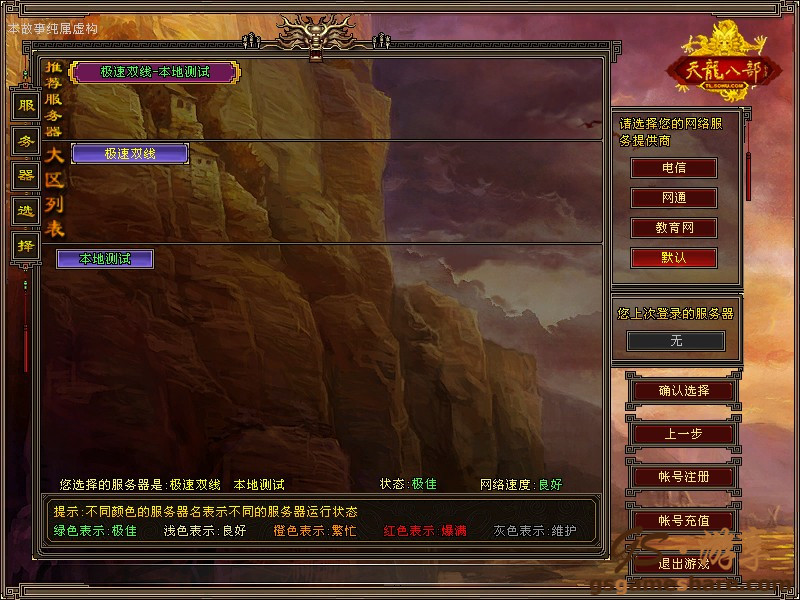 本故事纯属虚构
推荐服务器
极速双线-本地测试
服务器选择
大区列表
极速双线
本地测试
您选择的服务器是:极速双线 本地测试 状态:极佳 网络速度:良好
提示:不同颜色的服务器名表示不同的服务器运行状态
绿色表示:极佳 浅色表示:良好 橙色表示:繁忙 红色表示:爆满 灰色表示:维护
天龍八部
TL.SOHU.COM
请选择您的网络服
务提供商
电信
网通
教育网
默认
您上次登录的服务器
无
确认选择
上一步
帐号注册
帐号充值
退出游戏